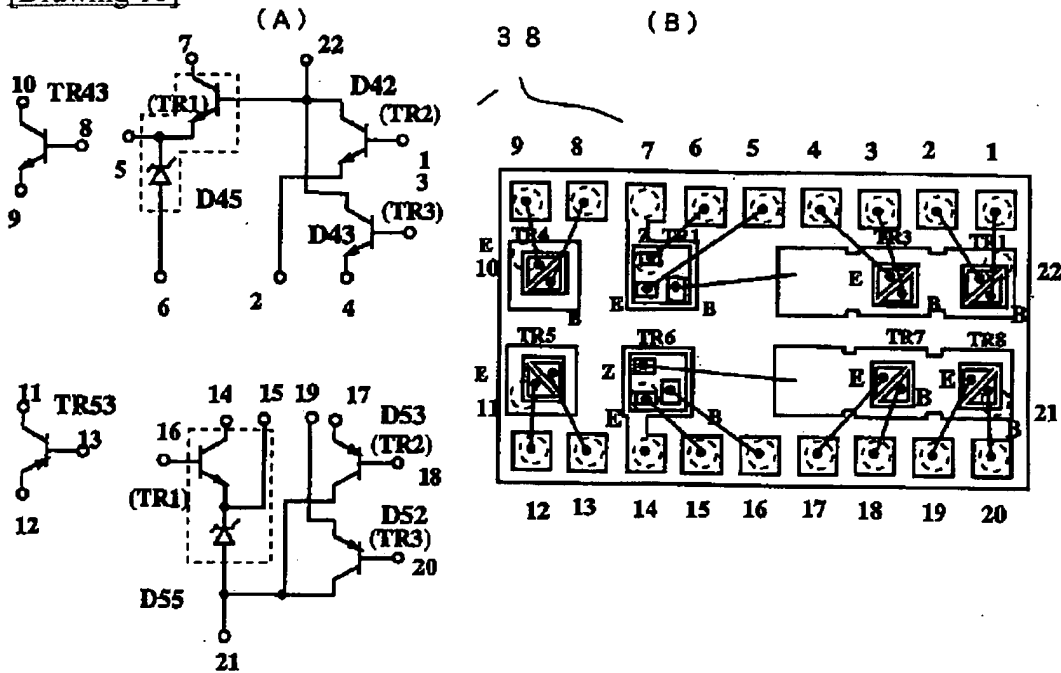 (A)
7
22
10
TR43
(TR1)
D42
(TR2)
8
5
1
3
9
D45
D43
(TR3)
6
2
4
11
TR53
14
15
19
17
D53
13
16
(TR2)
18
(TR1)
D52
(TR3)
12
20
D55
21
38
(B)
9 8 7 6 5 4 3 2 1
TR4 Z TR1 TR3 TR1
E
10
E
22
B E B B B
TR5 TR6 TR7 TR8
E Z E E
11 B 21
E B B
12 13 14 15 16 17 18 19 20